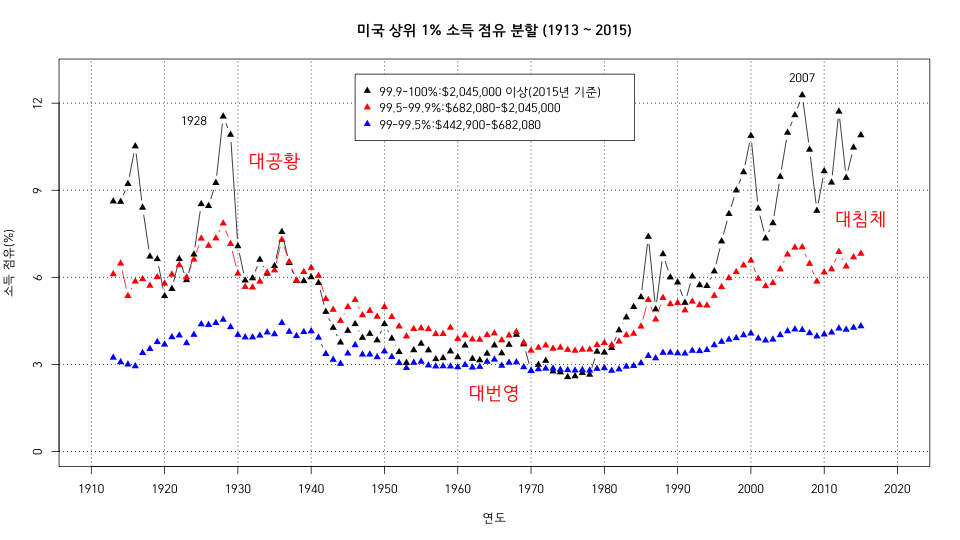 미국 상위 1% 소득 점유 분할 (1913 ~ 2015)
99.9-100%:$2,045,000 이상(2015년 기준)
99.5-99.9%:$682,080-$2,045,000
99-99.5%:$442,900-$682,080
2007
1928
대공황
대침체
대번영
소득 점유(%)
12
9
6
3
0
1910 1920 1930 1940 1950 1960 1970 1980 1990 2000 2010 2020
연도